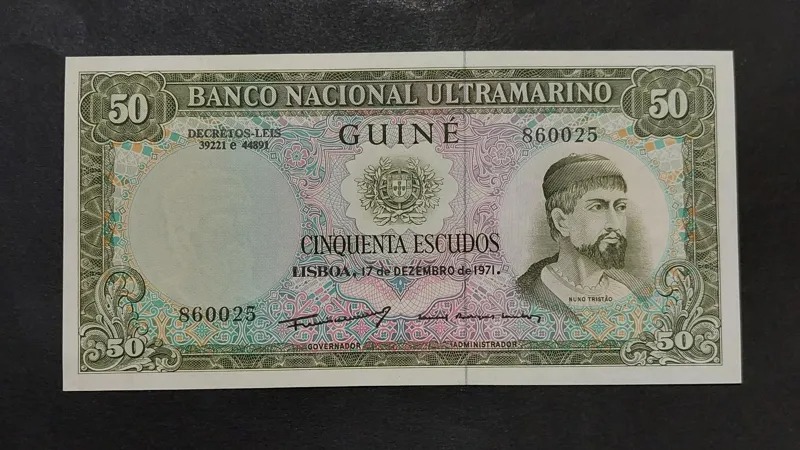 50
50
BANCO NACIONAL ULTRAMARINO
DECRÊTOS-LEIS
39221 e 44891
GUINÉ
860025
CINQUENTA ESCUDOS
LISBOA, 17 de DEZEMBRO de 1971.
NUNO TRISTÃO
860025
GOVERNADOR
ADMINISTRADOR
50
50